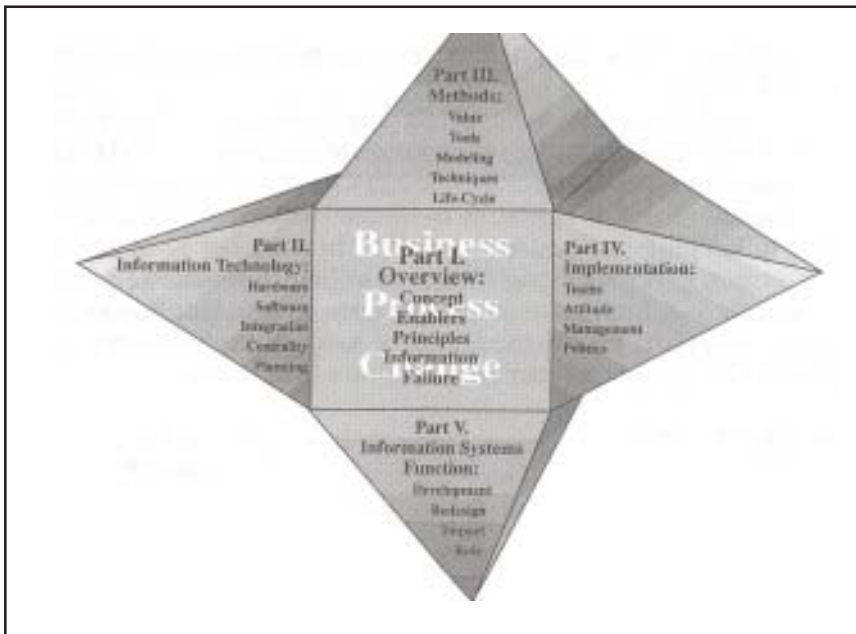 Part III.
Methods:
Value
Tools
Modeling
Techniques
Life-Cycle
Part II.
Information Technology:
Hardware
Software
Integration
Centrality
Planning
Business
Process
Change
Part I.
Overview:
Concept
Enablers
Principles
Information
Failure
Part IV.
Implementation:
Teams
Attitude
Management
Politics
Part V.
Information Systems
Function:
Development
Redesign
Impact
Role